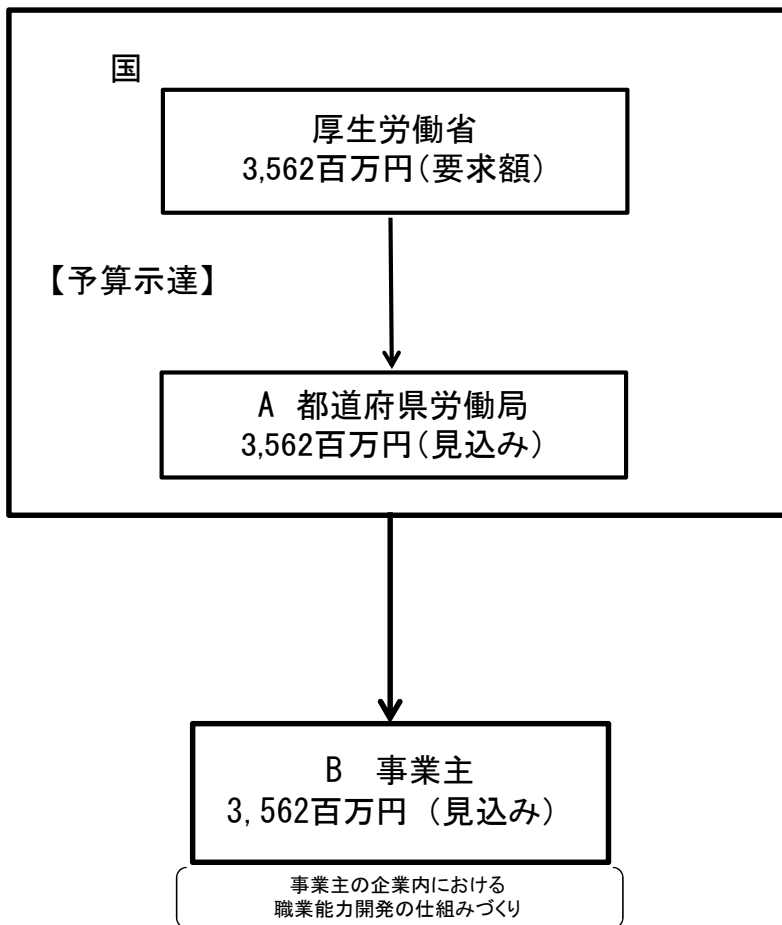 国
厚生労働省
3,562百万円(要求額)
【予算示達】
A 都道府県労働局
3,562百万円(見込み)
B 事業主
3,562百万円(見込み)
事業主の企業内における
職業能力開発の仕組みづくり